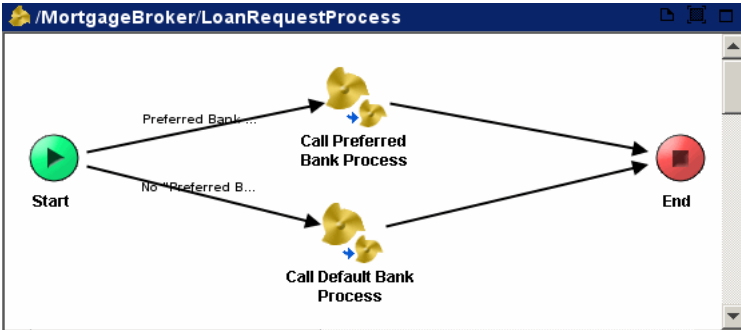 /MortgageBroker/LoanRequestProcess
Preferred Bank ...
Call Preferred
Bank Process
Start
No "Preferred B...
End
Call Default Bank
Process